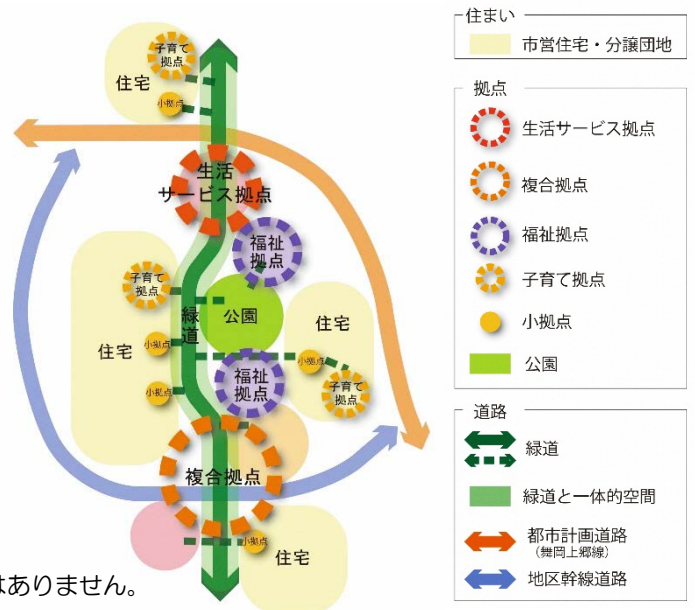 子育て
拠点
住宅
小拠点
生活
サービス拠点
福祉
拠点
子育て
拠点
緑道
公園
住宅
住宅
小拠点
小拠点
小拠点
福祉
拠点
子育て
拠点
複合拠点
小拠点
住宅
はありません。
住まい
市営住宅・分譲団地
拠点
生活サービス拠点
複合拠点
福祉拠点
子育て拠点
小拠点
公園
道路
緑道
緑道と一体的空間
都市計画道路
（舞岡上郷線）
地区幹線道路